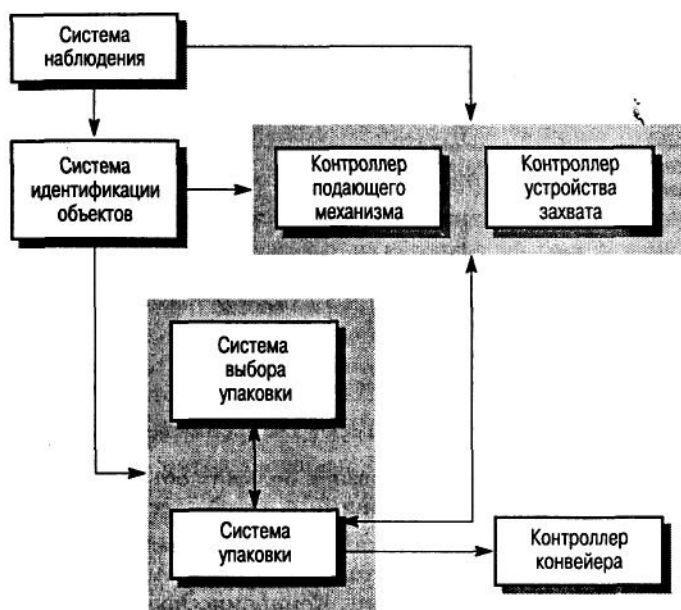 Система
наблюдения
Система
идентификации
объектов
Контроллер
подающего
механизма
Контроллер
устройства
захвата
Система
выбора
упаковки
Система
упаковки
Контроллер
конвейера